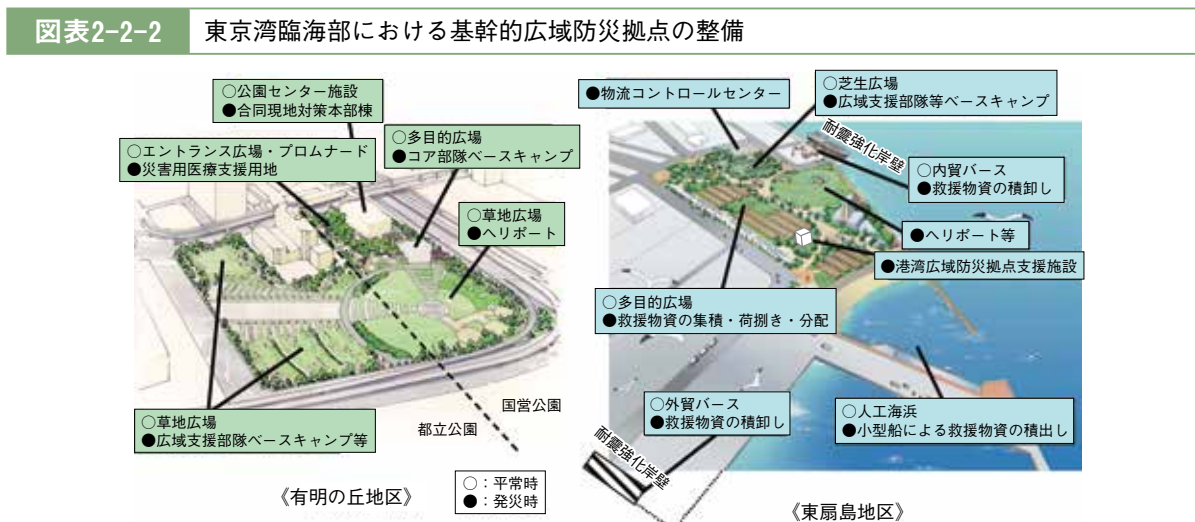 図表2-2-2 東京湾臨海部における基幹的広域防災拠点の整備
○公園センター施設
●合同現地対策本部棟
○エントランス広場・プロムナード
●災害用医療支援用地
○多目的広場
●コア部隊ベースキャンプ
○草地広場
●ヘリポート
○草地広場
●広域支援部隊ベースキャンプ等
国営公園
都立公園
○：平常時
●：発災時
《有明の丘地区》
●物流コントロールセンター
○芝生広場
●広域支援部隊等ベースキャンプ
耐震強化岸壁
○内貿バース
●救援物資の積卸し
●ヘリポート等
●港湾広域防災拠点支援施設
○多目的広場
●救援物資の集積・荷捌き・分配
○外貿バース
●救援物資の積卸し
耐震強化岸壁
○人工海浜
●小型船による救援物資の積出し
《東扇島地区》